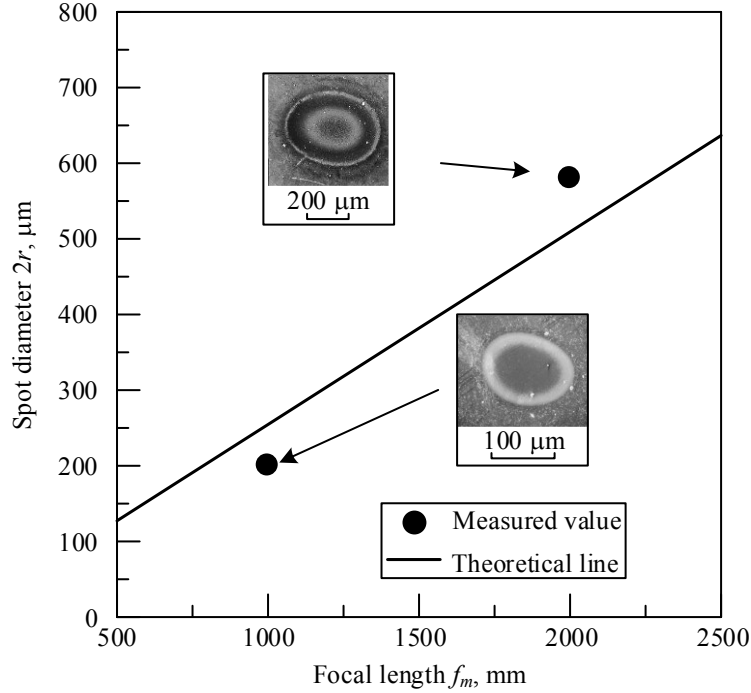 800
700
600
500
400
300
200
100
0
Spot diameter 2r, μm
200 μm
100 μm
Measured value
Theoretical line
500 1000 1500 2000 2500
Focal length fm, mm